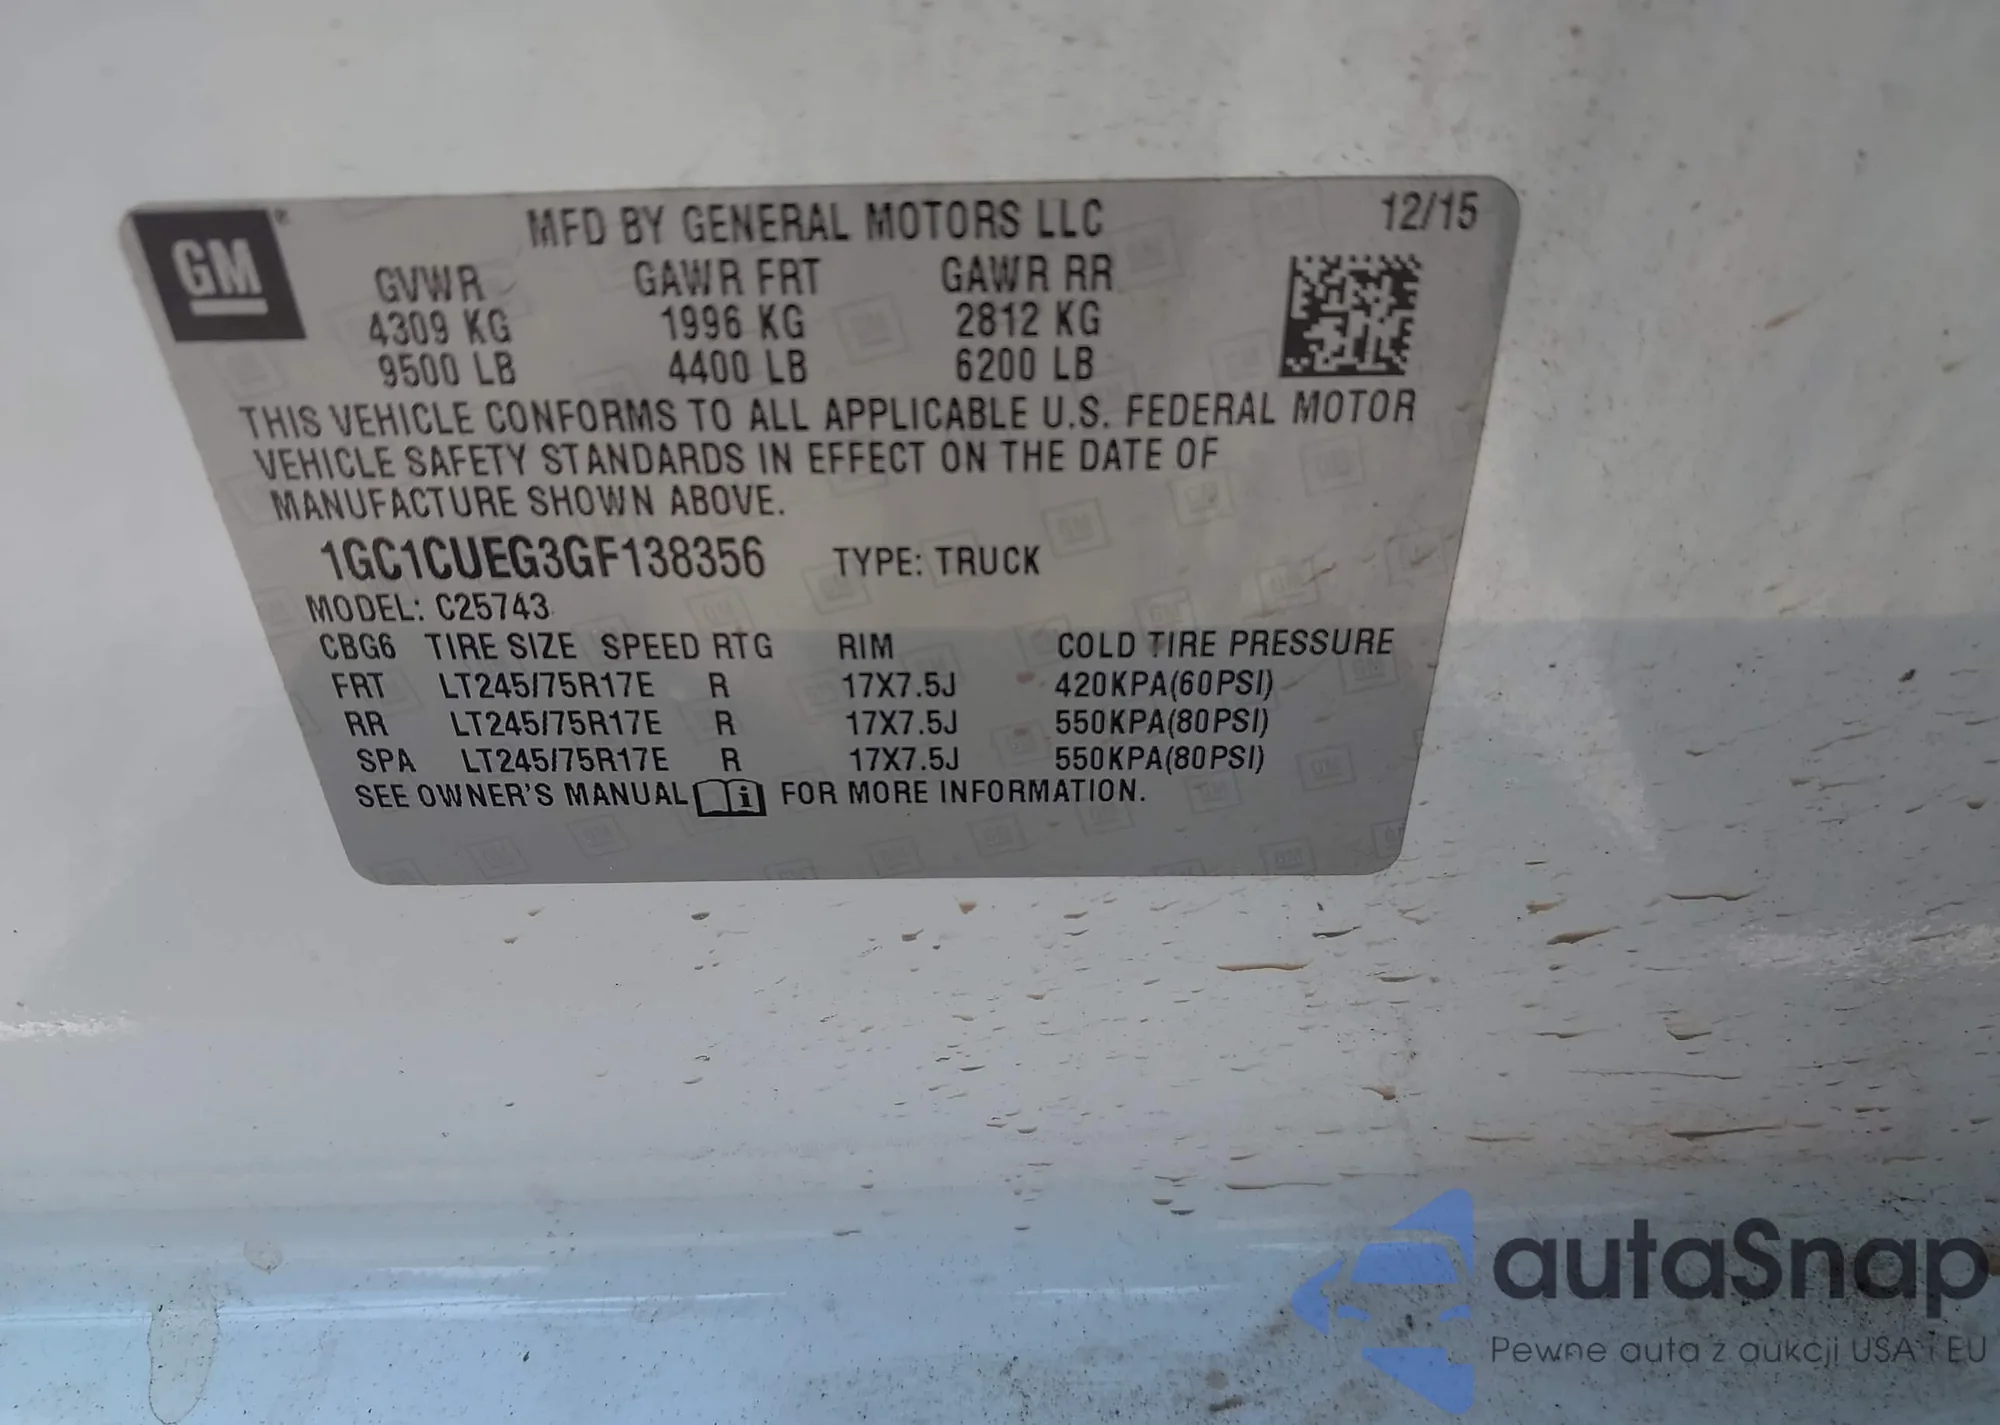 GM®
MFD BY GENERAL MOTORS LLC 12/15
GVWR GAWR FRT GAWR RR
4309 KG 1996 KG 2812 KG
9500 LB 4400 LB 6200 LB
THIS VEHICLE CONFORMS TO ALL APPLICABLE U.S. FEDERAL MOTOR
VEHICLE SAFETY STANDARDS IN EFFECT ON THE DATE OF
MANUFACTURE SHOWN ABOVE.
1GC1CUEG3GF138356 TYPE: TRUCK
MODEL: C25743
CBG6 TIRE SIZE SPEED RTG RIM COLD TIRE PRESSURE
FRT LT245/75R17E R 17X7.5J 420KPA(60PSI)
RR LT245/75R17E R 17X7.5J 550KPA(80PSI)
SPA LT245/75R17E R 17X7.5J 550KPA(80PSI)
SEE OWNER'S MANUAL i FOR MORE INFORMATION.
autaSnap
Pewne auta z aukcji USA i EU